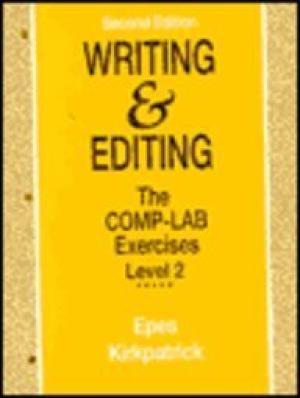 Second Edition
WRITING
&
EDITING
The
COMP-LAB
Exercises
Level 2
Epes
Kirkpatrick